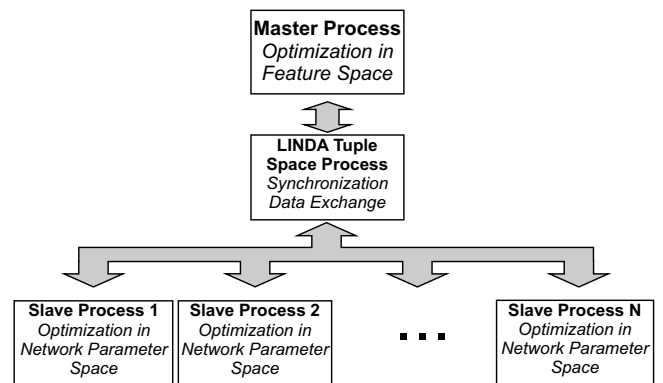 Master Process
Optimization in
Feature Space
LINDA Tuple
Space Process
Synchronization
Data Exchange
Slave Process 1
Optimization in
Network Parameter
Space
Slave Process 2
Optimization in
Network Parameter
Space
...
Slave Process N
Optimization in
Network Parameter
Space